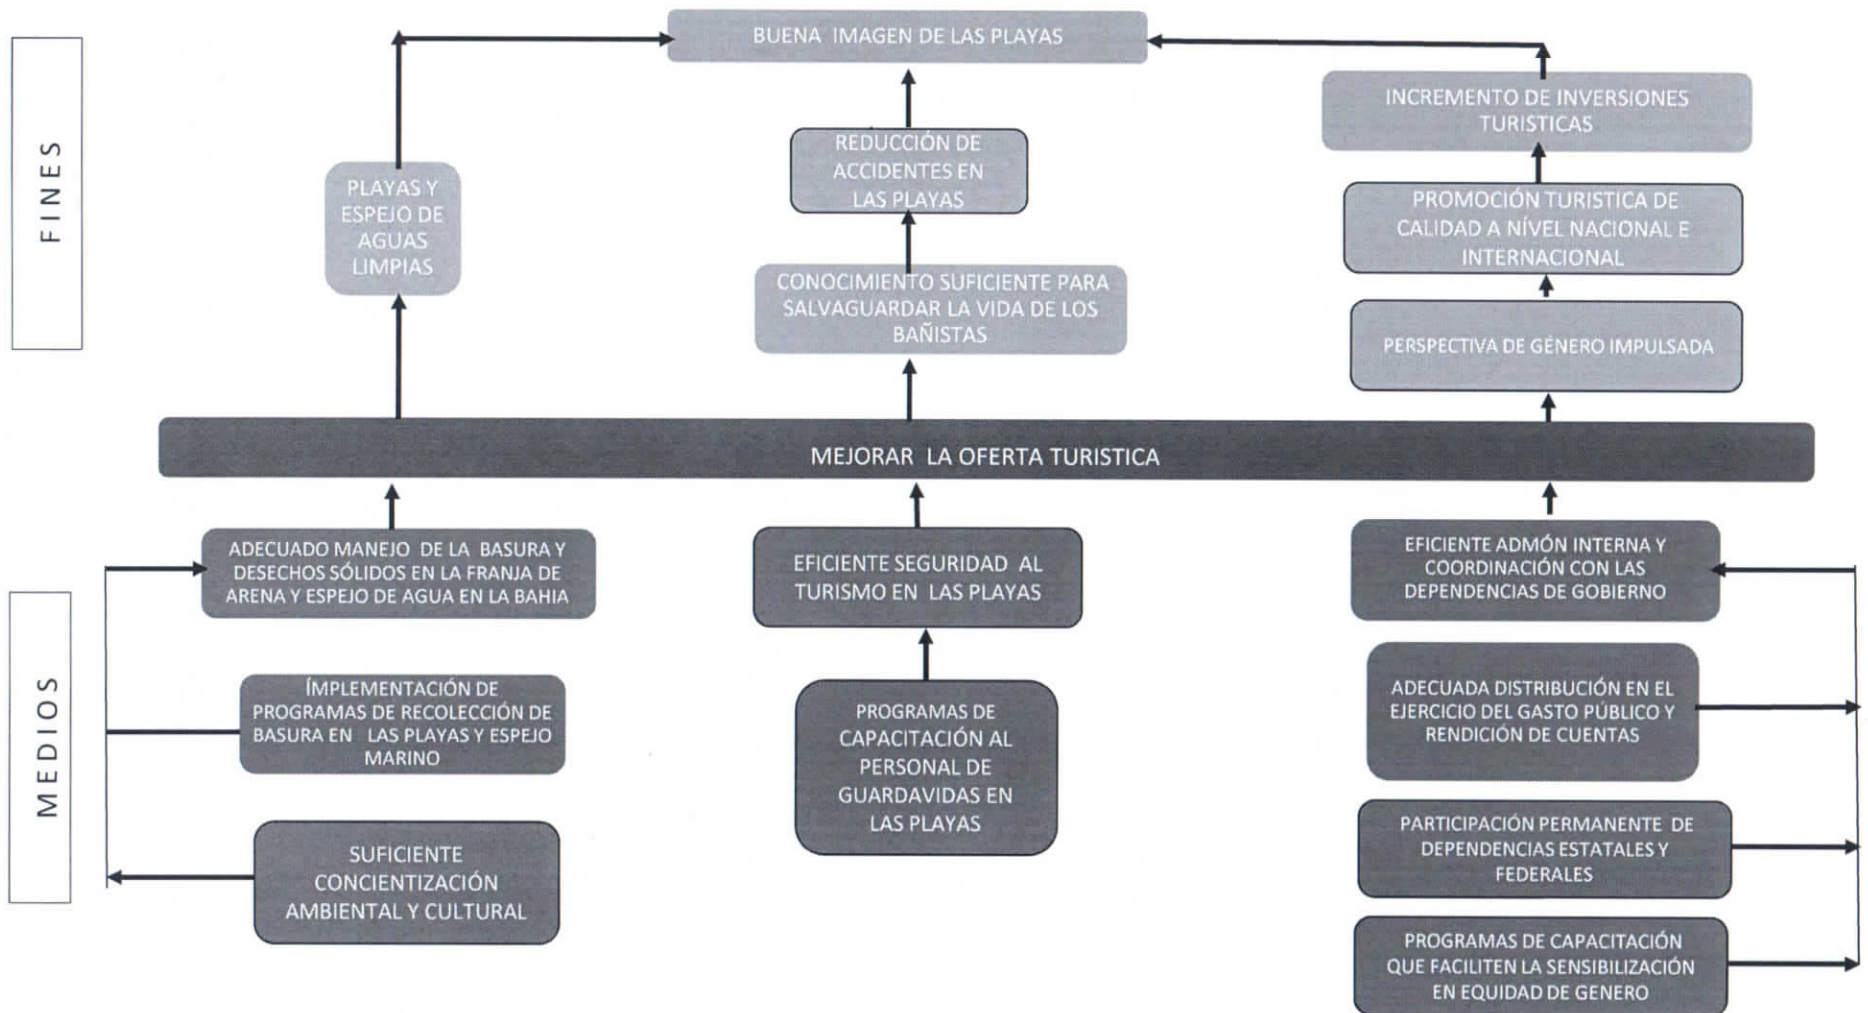 FINES
BUENA IMAGEN DE LAS PLAYAS
PLAYAS Y
ESPEJO DE
AGUAS
LIMPIAS
REDUCCIÓN DE
ACCIDENTES EN
LAS PLAYAS
CONOCIMIENTO SUFICIENTE PARA
SALVAGUARDAR LA VIDA DE LOS
BAÑISTAS
INCREMENTO DE INVERSIONES
TURISTICAS
PROMOCIÓN TURISTICA DE
CALIDAD A NÍVEL NACIONAL E
INTERNACIONAL
PERSPECTIVA DE GÉNERO IMPULSADA
MEJORAR LA OFERTA TURISTICA
MEDIOS
ADECUADO MANEJO DE LA BASURA Y
DESECHOS SÓLIDOS EN LA FRANJA DE
ARENA Y ESPEJO DE AGUA EN LA BAHIA
ÍMPLEMENTACIÓN DE
PROGRAMAS DE RECOLECCIÓN DE
BASURA EN LAS PLAYAS Y ESPEJO
MARINO
SUFICIENTE
CONCIENTIZACIÓN
AMBIENTAL Y CULTURAL
EFICIENTE SEGURIDAD AL
TURISMO EN LAS PLAYAS
PROGRAMAS DE
CAPACITACIÓN AL
PERSONAL DE
GUARDAVIDAS EN
LAS PLAYAS
EFICIENTE ADMÓN INTERNA Y
COORDINACIÓN CON LAS
DEPENDENCIAS DE GOBIERNO
ADECUADA DISTRIBUCIÓN EN EL
EJERCICIO DEL GASTO PÚBLICO Y
RENDICIÓN DE CUENTAS
PARTICIPACIÓN PERMANENTE DE
DEPENDENCIAS ESTATALES Y
FEDERALES
PROGRAMAS DE CAPACITACIÓN
QUE FACILITEN LA SENSIBILIZACIÓN
EN EQUIDAD DE GENERO